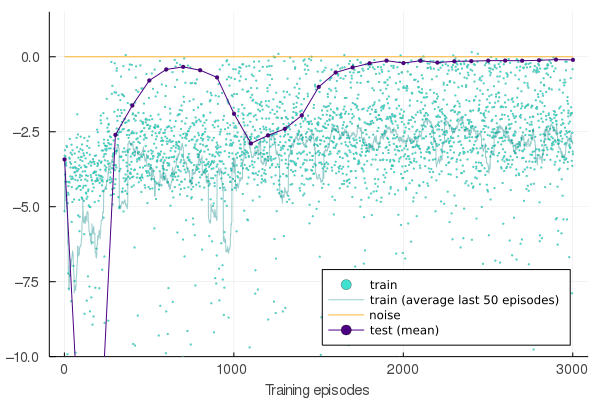 0.0
−2.5
−5.0
−7.5
−10.0
train
train (average last 50 episodes)
noise
test (mean)
0
1000
2000
3000
Training episodes